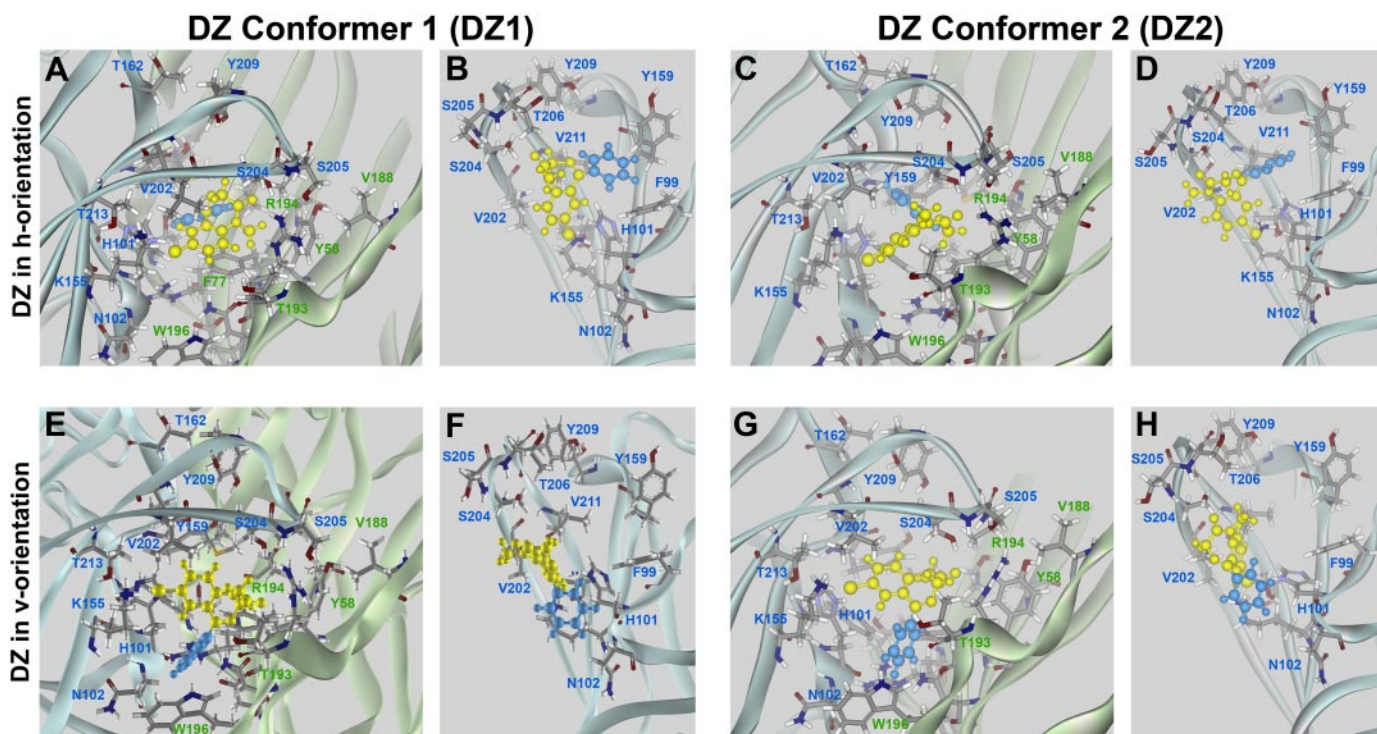 DZ Conformer 1 (DZ1)
DZ Conformer 2 (DZ2)
DZ in h-orientation
A
T162
Y209
S204
S205
V188
V202
R194
T213
H101
Y58
K155
F77
T193
N102
W196
B
Y209
Y159
S205
T206
V211
S204
F99
V202
H101
K155
N102
C
T162
Y209
S204
S205
V188
V202
Y159
R194
T213
Y58
K155
T193
W196
D
Y209
Y159
T206
S204
V211
S205
F99
V202
H101
K155
N102
DZ in v-orientation
E
T162
Y209
S205
V188
Y159
S204
V202
T213
R194
K155
Y58
H101
T193
N102
W196
F
Y209
S205
Y159
T206
V211
S204
F99
V202
H101
N102
G
T162
Y209
S205
V188
V202
S204
R194
T213
Y58
K155
H101
T193
N102
W196
H
Y209
S205
Y159
T206
S204
F99
V202
H101
N102